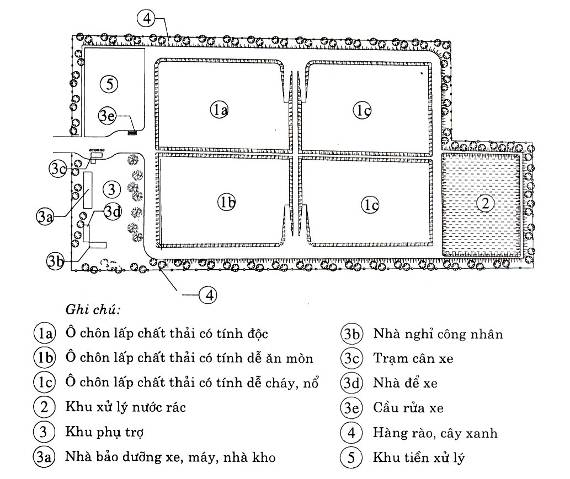 4
5
3e
1a
1c
3c
3
3a
3d
1b
1c
2
3b
4
Ghi chú:
1a Ô chôn lấp chất thải có tính độc
1b Ô chôn lấp chất thải có tính dễ ăn mòn
1c Ô chôn lấp chất thải có tính dễ cháy, nổ
2 Khu xử lý nước rác
3 Khu phụ trợ
3a Nhà bảo dưỡng xe, máy, nhà kho
3b Nhà nghỉ công nhân
3c Trạm cân xe
3d Nhà để xe
3e Cầu rửa xe
4 Hàng rào, cây xanh
5 Khu tiền xử lý